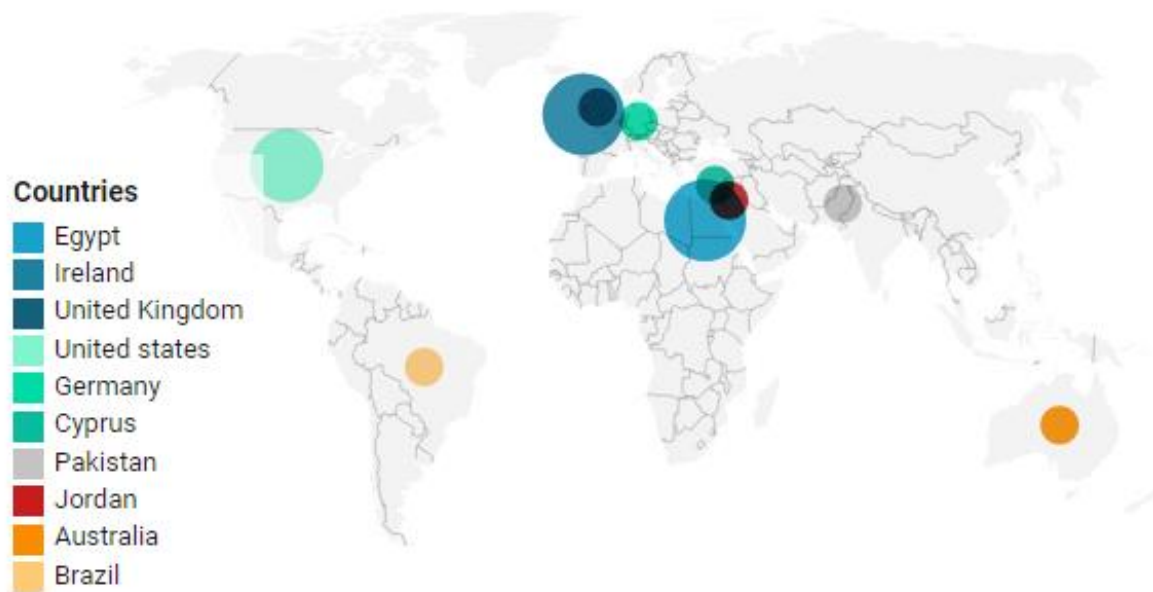 Countries
Egypt
Ireland
United Kingdom
United states
Germany
Cyprus
Pakistan
Jordan
Australia
Brazil